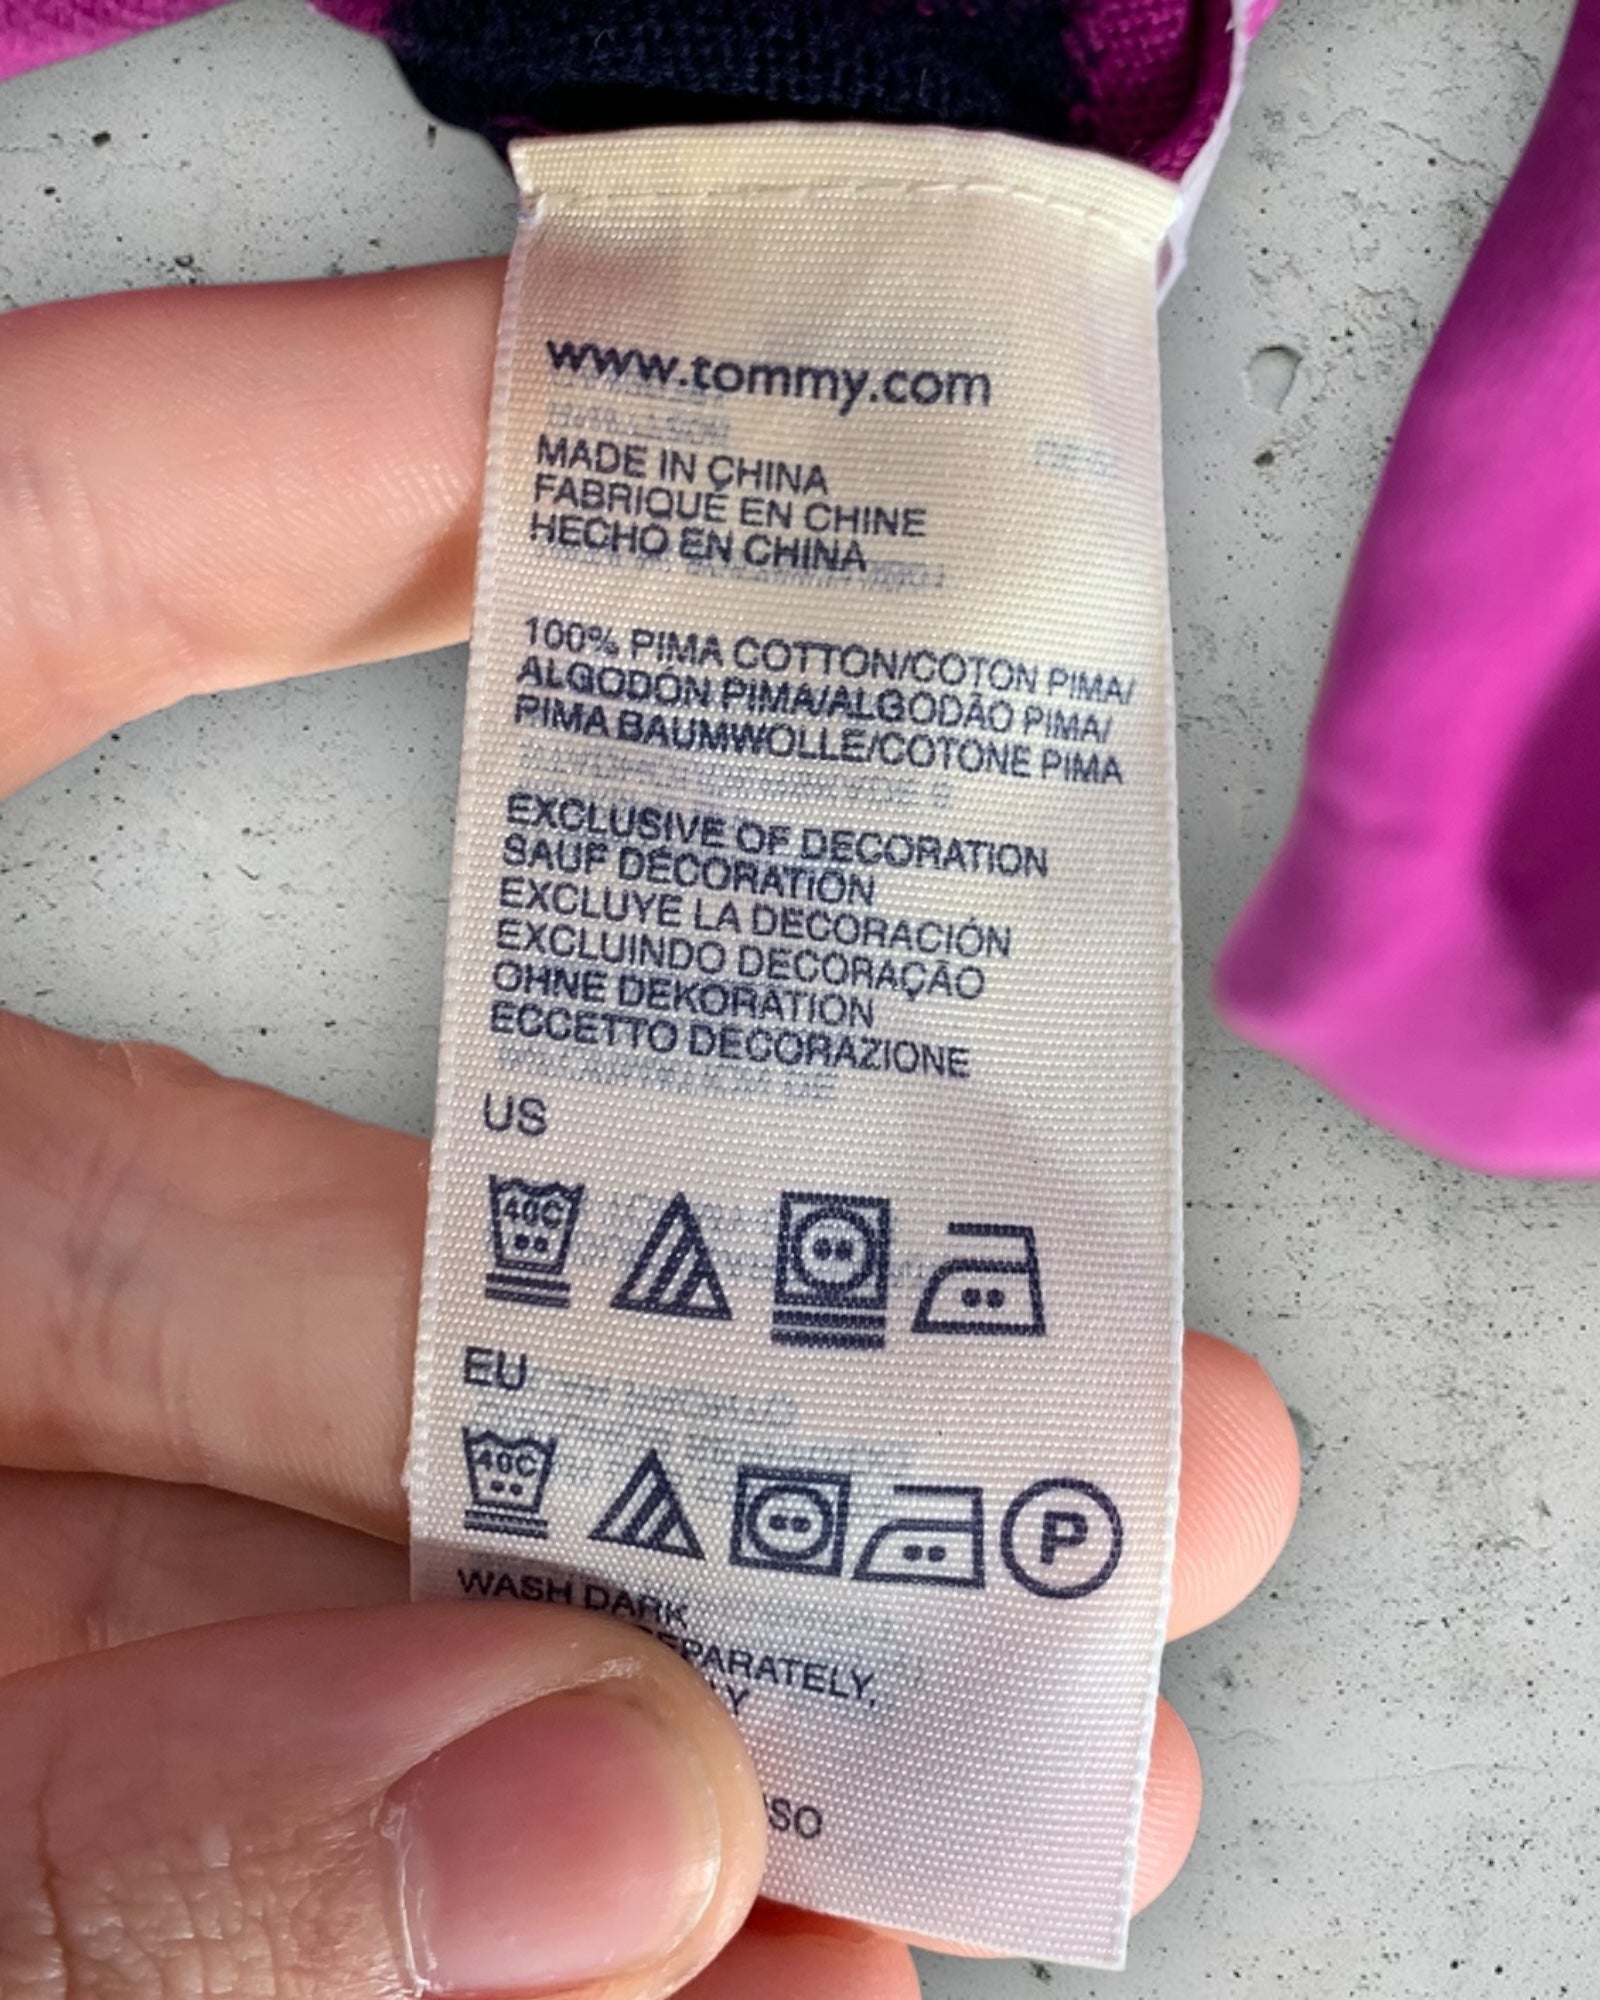 www.tommy.com
MADE IN CHINA
FABRIQUÉ EN CHINE
HECHO EN CHINA
100% PIMA COTTON/COTON PIMA/
ALGODÓN PIMA/ALGODÃO PIMA/
PIMA BAUMWOLLE/COTONE PIMA
EXCLUSIVE OF DECORATION
SAUF DÉCORATION
EXCLUYE LA DECORACIÓN
EXCLUINDO DECORAÇÃO
OHNE DEKORATION
ECCETTO DECORAZIONE
US
40C
EU
40C
P
WASH DARK